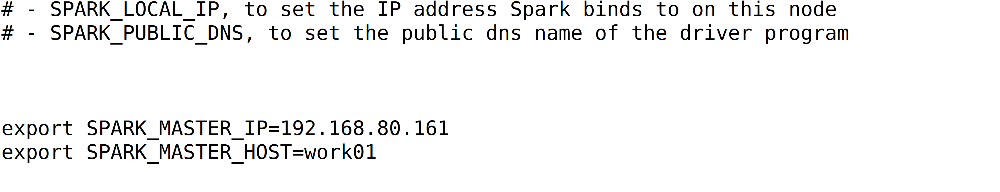 # - SPARK_LOCAL_IP, to set the IP address Spark binds to on this node
# - SPARK_PUBLIC_DNS, to set the public dns name of the driver program
export SPARK_MASTER_IP=192.168.80.161
export SPARK_MASTER_HOST=work01